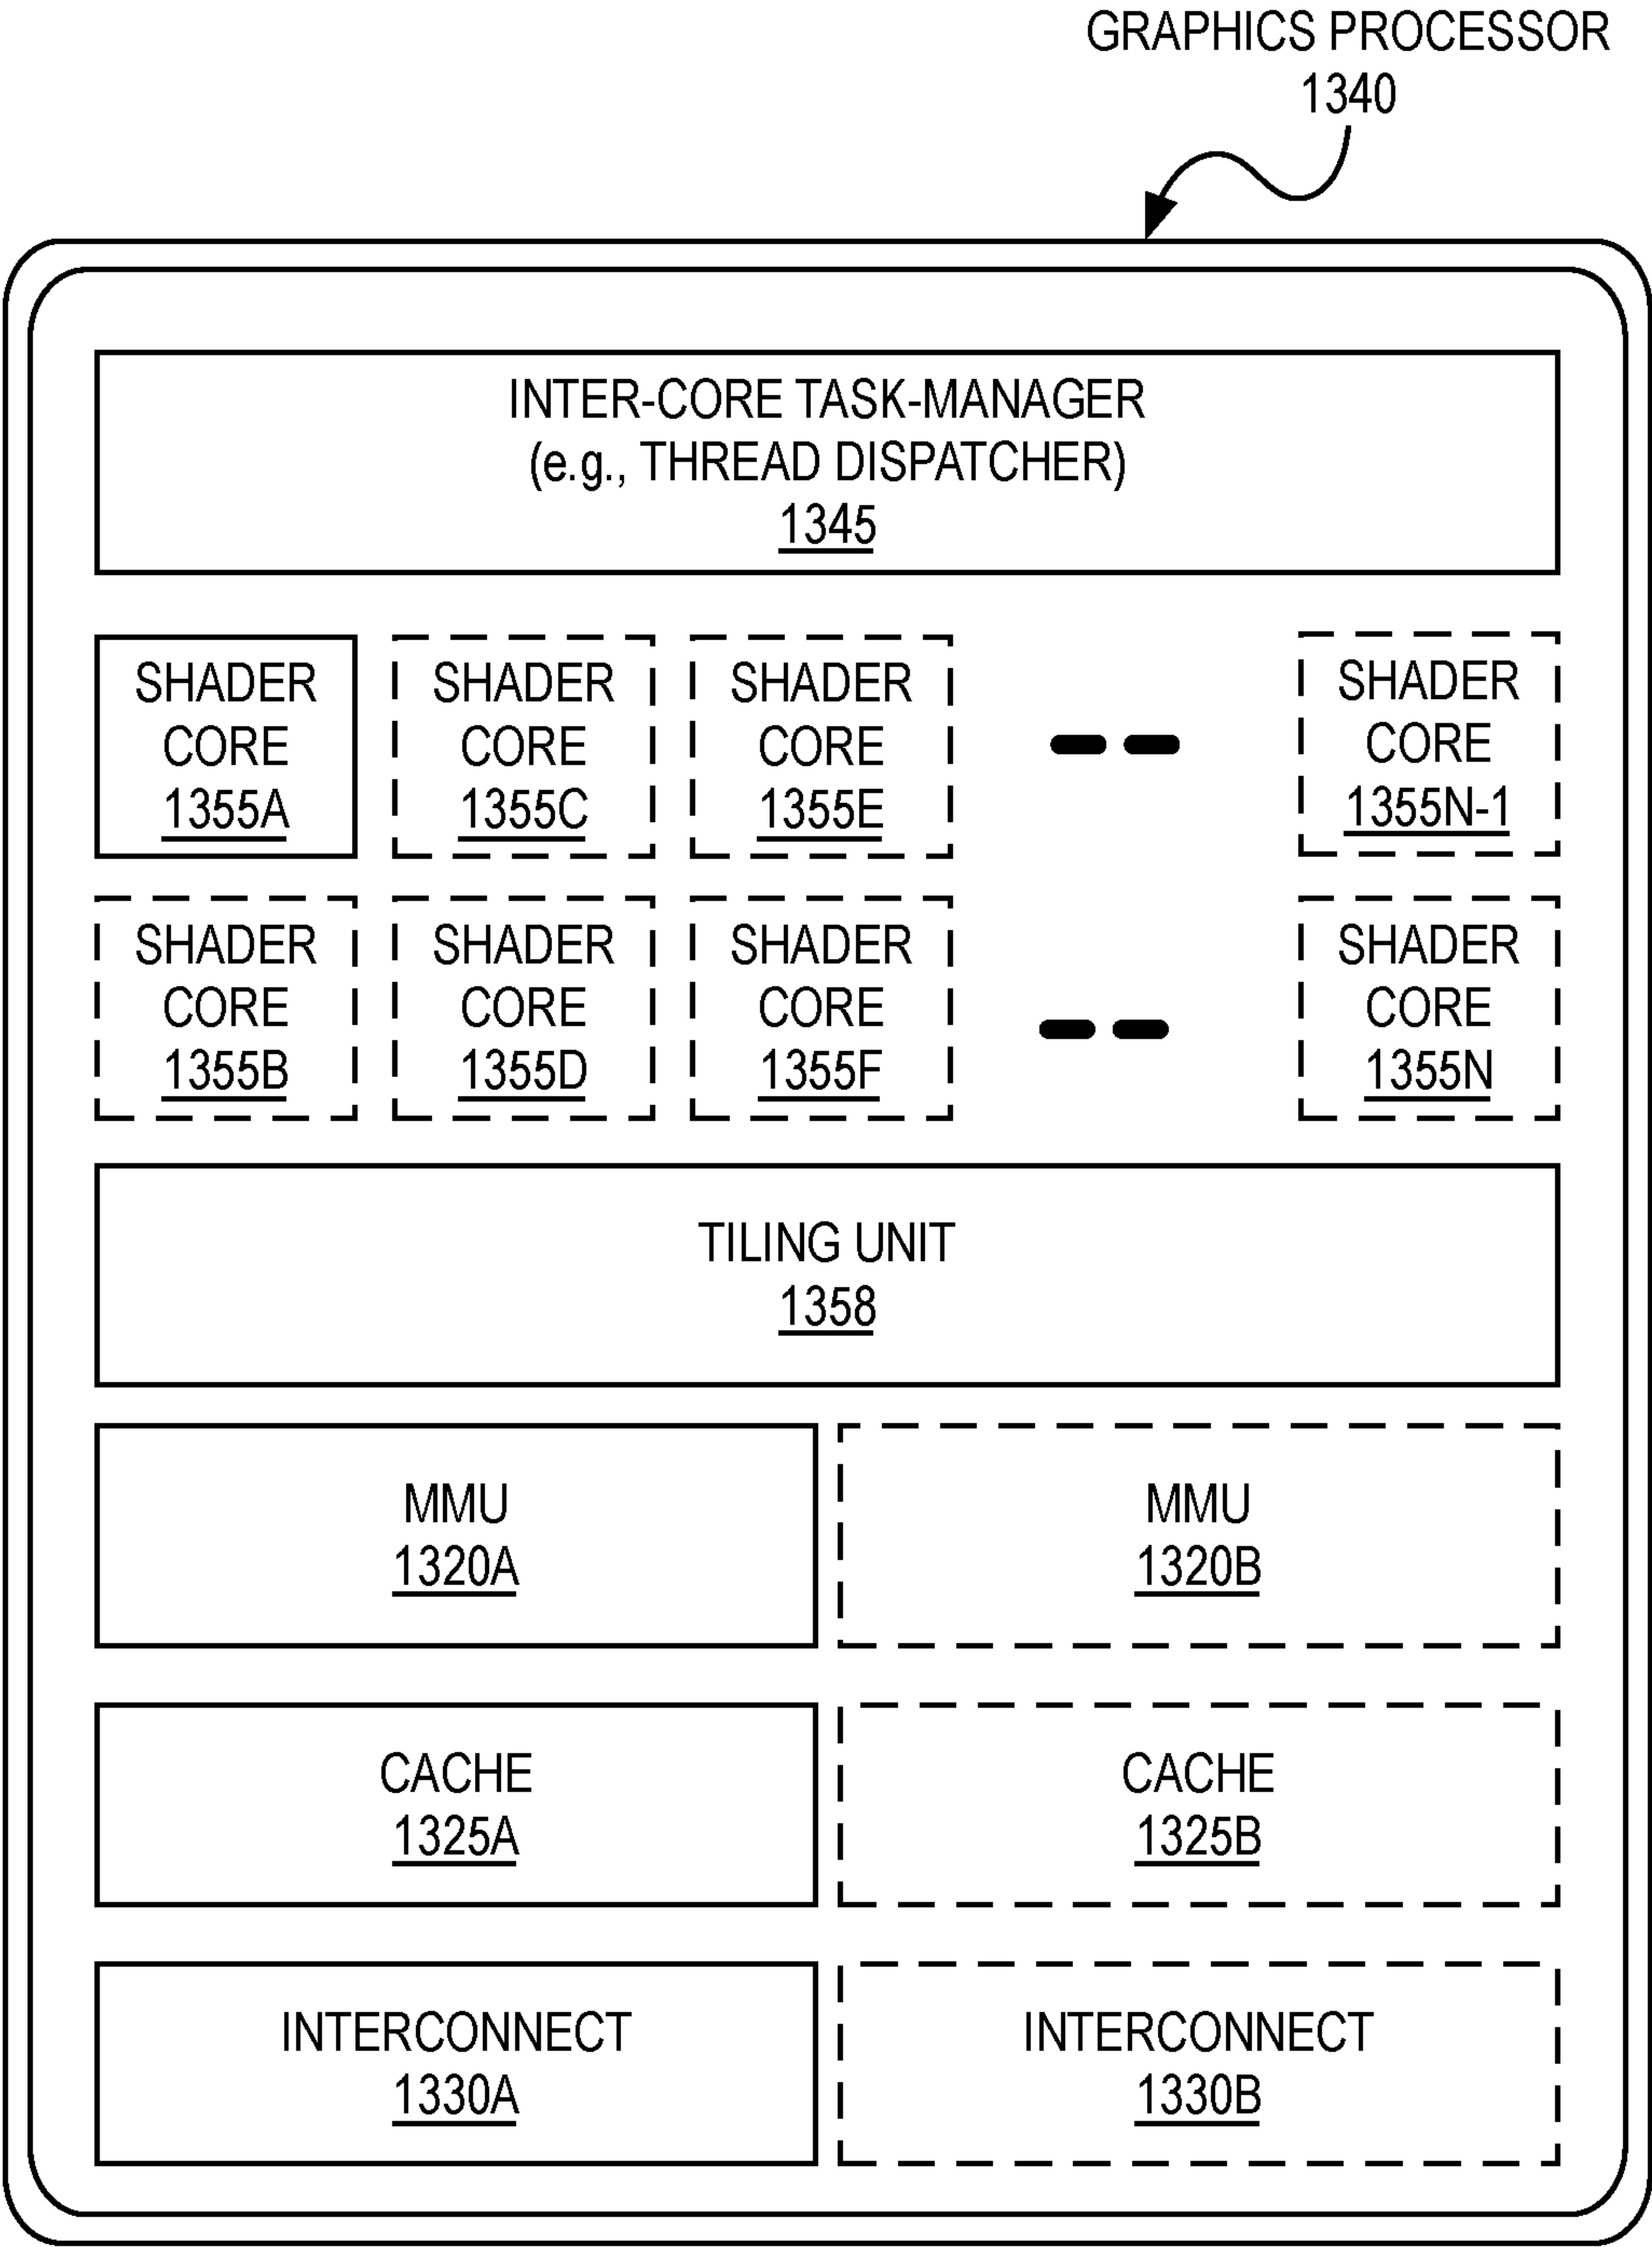 GRAPHICS PROCESSOR
1340
INTER-CORE TASK-MANAGER
(e.g., THREAD DISPATCHER)
1345
SHADER
CORE
1355A
SHADER
CORE
1355C
SHADER
CORE
1355E
SHADER
CORE
1355N-1
SHADER
CORE
1355B
SHADER
CORE
1355D
SHADER
CORE
1355F
SHADER
CORE
1355N
TILING UNIT
1358
MMU
1320A
MMU
1320B
CACHE
1325A
CACHE
1325B
INTERCONNECT
1330A
INTERCONNECT
1330B